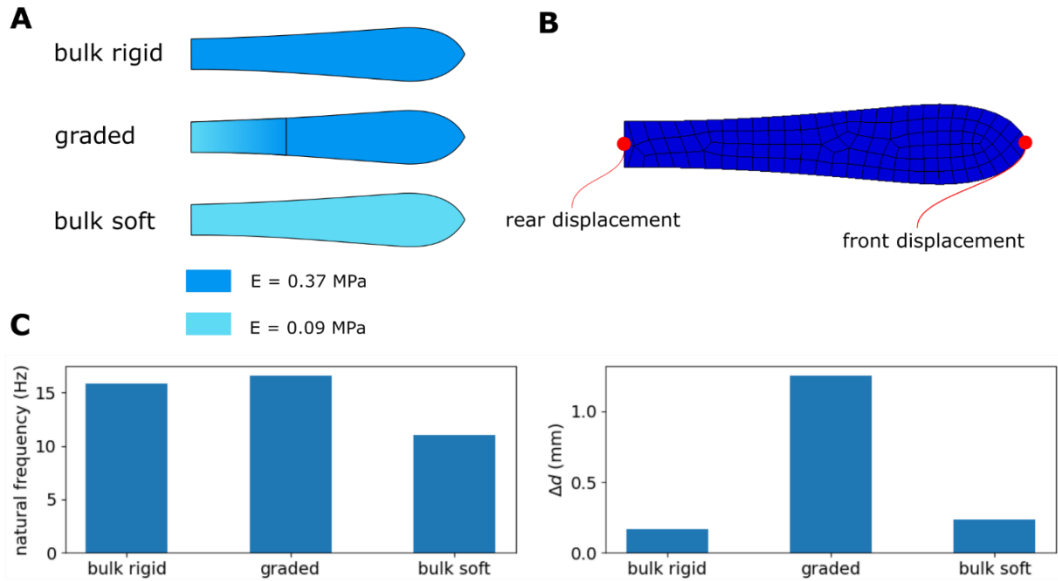 A
bulk rigid
graded
bulk soft
E = 0.37 MPa
E = 0.09 MPa
B
rear displacement
front displacement
C
natural frequency (Hz)
15
10
5
0
bulk rigid
graded
bulk soft
Δd (mm)
1.0
0.5
0.0
bulk rigid
graded
bulk soft